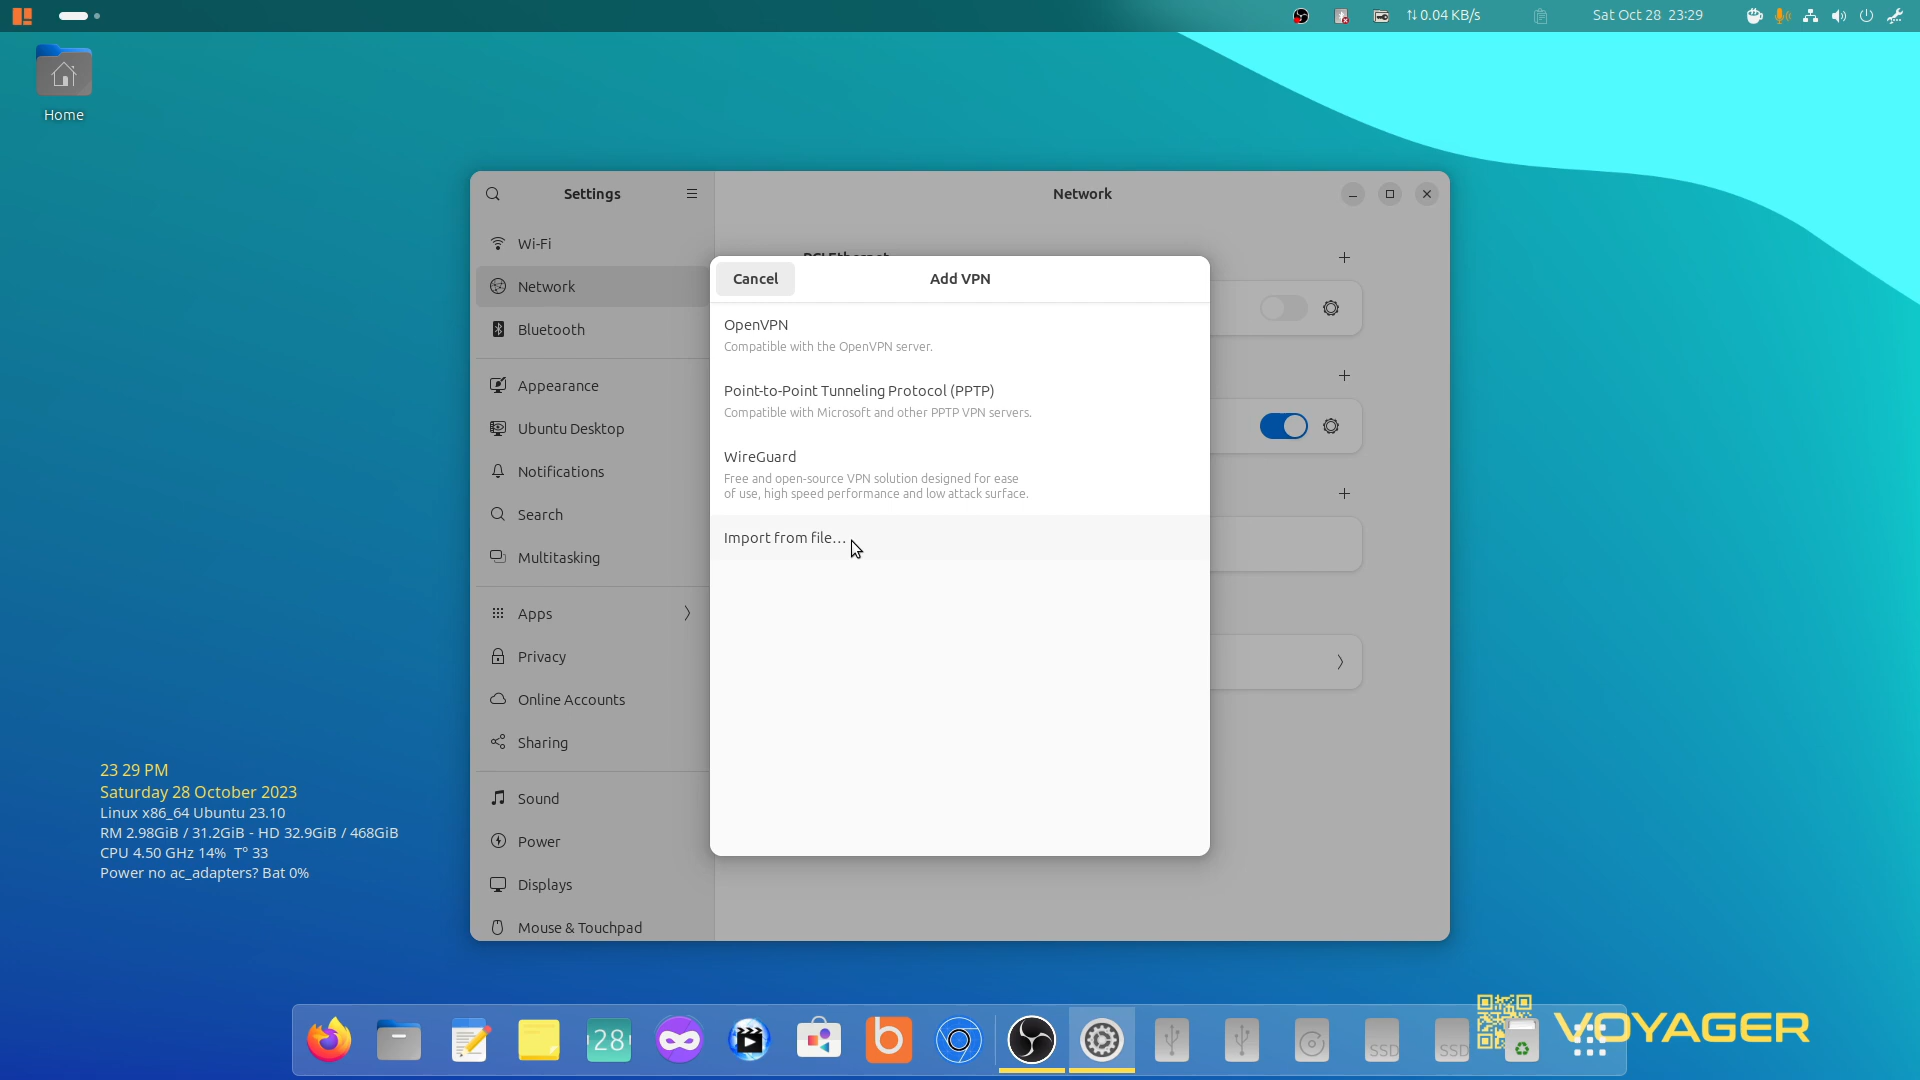 0.04 KB/s
Sat Oct 28 23:29
Home
Settings
Network
Wi-Fi
Network
Bluetooth
Appearance
Ubuntu Desktop
Notifications
Search
Multitasking
Apps
Privacy
Online Accounts
Sharing
Sound
Power
Displays
Mouse & Touchpad
PCI Ethernet
Cancel
Add VPN
OpenVPN
Compatible with the OpenVPN server.
Point-to-Point Tunneling Protocol (PPTP)
Compatible with Microsoft and other PPTP VPN servers.
WireGuard
Free and open-source VPN solution designed for ease
of use, high speed performance and low attack surface.
Import from file…
23 29 PM
Saturday 28 October 2023
Linux x86_64 Ubuntu 23.10
RM 2.98GiB / 31.2GiB - HD 32.9GiB / 468GiB
CPU 4.50 GHz 14% T° 33
Power no ac_adapters? Bat 0%
28
b
SSD
SSD
VOYAGER